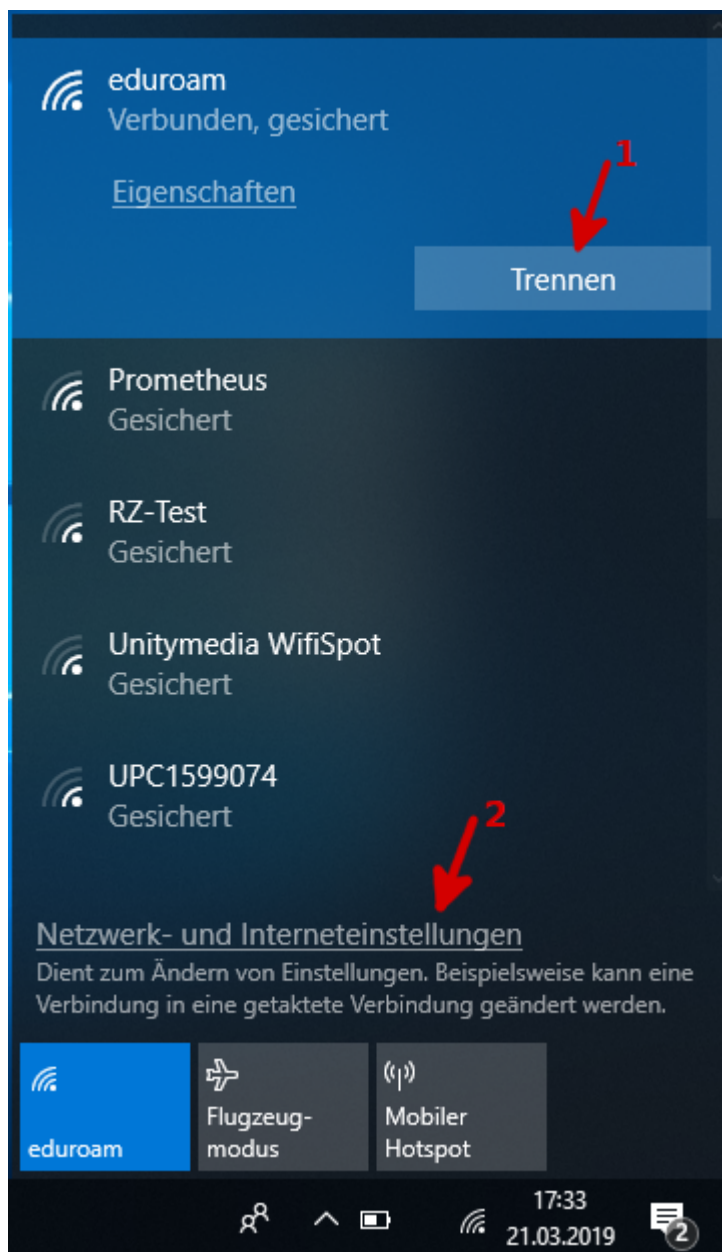 eduroam
Verbunden, gesichert
1
Eigenschaften
Trennen
Prometheus
Gesichert
RZ-Test
Gesichert
Unitymedia WifiSpot
Gesichert
UPC1599074
Gesichert
2
Netzwerk- und Interneteinstellungen
Dient zum Ändern von Einstellungen. Beispielsweise kann eine
Verbindung in eine getaktete Verbindung geändert werden.
eduroam
Flugzeug-
modus
Mobiler
Hotspot
17:33
21.03.2019
2